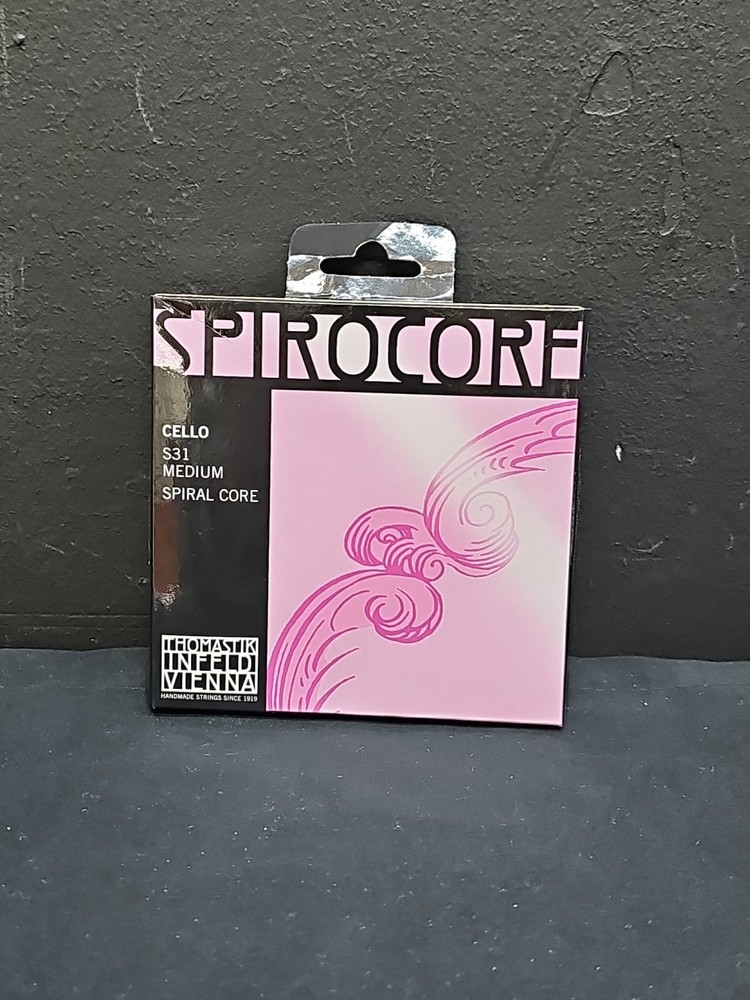 SPIROCORE
CELLO
S31
MEDIUM
SPIRAL CORE
THOMASTIK
INFELD
VIENNA
HANDMADE STRINGS SINCE 1919